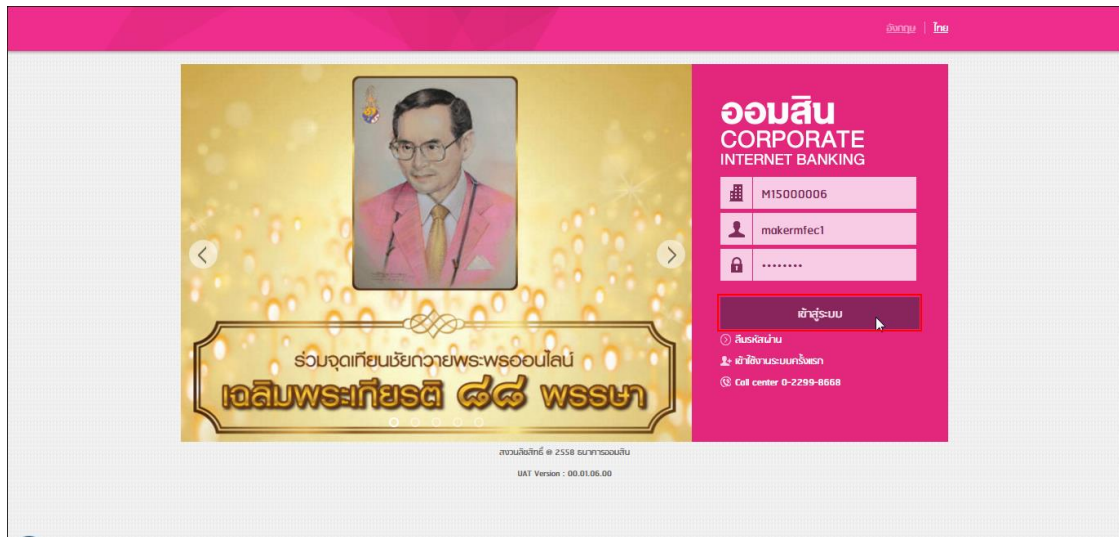 อังกฤษ | ไทย
ออมสิน
CORPORATE
INTERNET BANKING
M15000006
makermfec1
••••••••
เข้าสู่ระบบ
ลืมรหัสผ่าน
เข้าใช้งานระบบครั้งแรก
Call center 0-2299-8668
ร่วมจุดเทียนชัยถวายพระพรออนไลน์
เฉลิมพระเกียรติ ๘๘ พรรษา
สงวนลิขสิทธิ์ @ 2558 ธนาคารออมสิน
UAT Version : 00.01.06.00